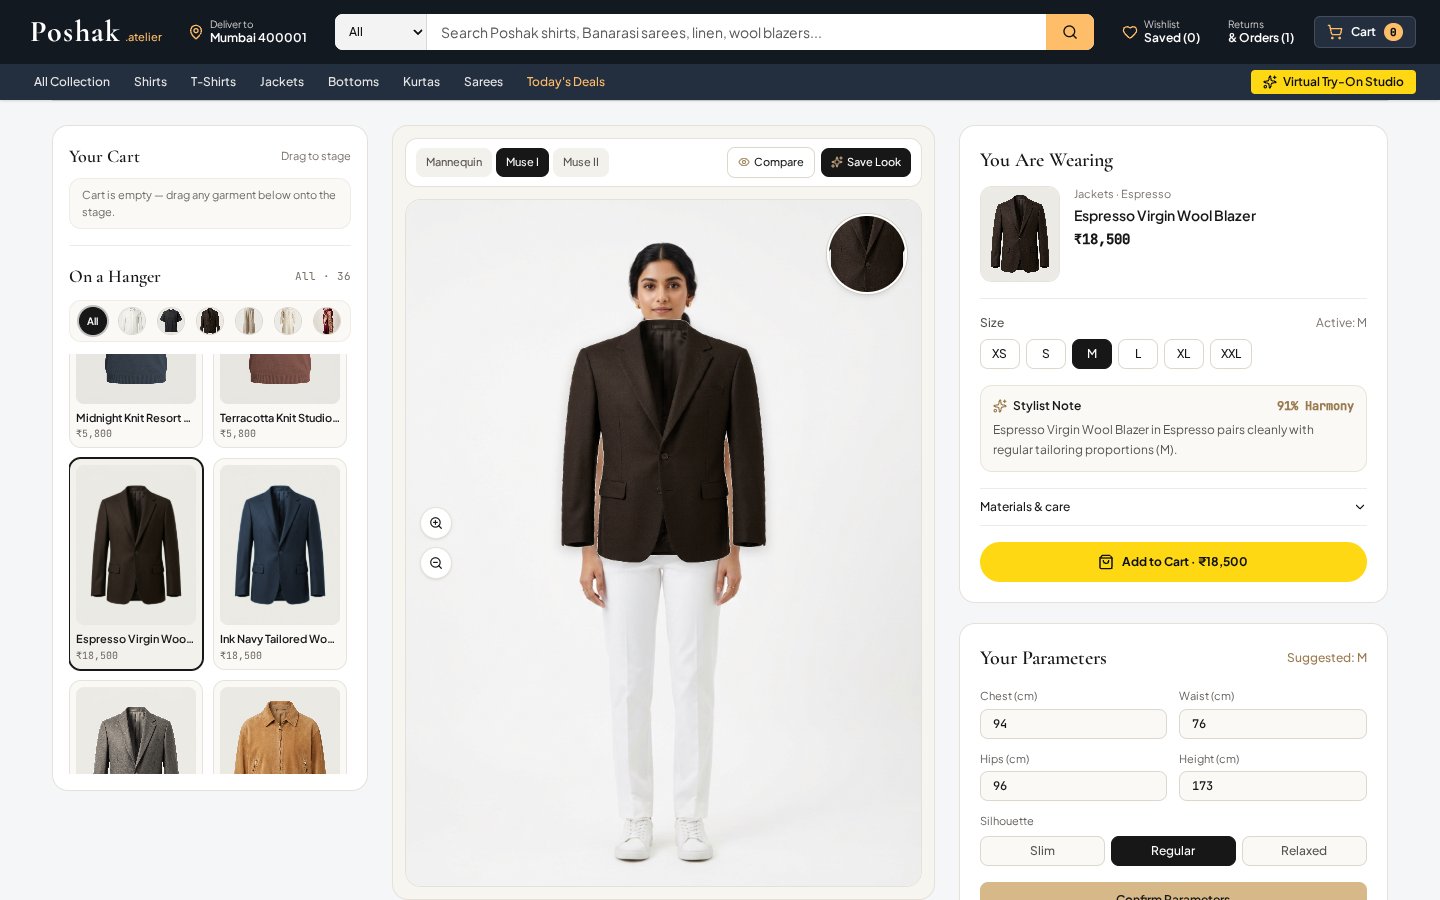 Poshak .atelier
Deliver to
Mumbai 400001
All
Search Poshak shirts, Banarasi sarees, linen, wool blazers...
Wishlist
Saved (0)
Returns
& Orders (1)
Cart 0
All Collection
Shirts
T-Shirts
Jackets
Bottoms
Kurtas
Sarees
Today's Deals
Virtual Try-On Studio
Your Cart
Drag to stage
Cart is empty — drag any garment below onto the
stage.
On a Hanger
All · 36
All
Midnight Knit Resort ...
₹5,800
Terracotta Knit Studio...
₹5,800
Espresso Virgin Woo...
₹18,500
Ink Navy Tailored Wo...
₹18,500
Mannequin
Muse I
Muse II
Compare
Save Look
You Are Wearing
Jackets · Espresso
Espresso Virgin Wool Blazer
₹18,500
Size
Active: M
XS
S
M
L
XL
XXL
Stylist Note
91% Harmony
Espresso Virgin Wool Blazer in Espresso pairs cleanly with
regular tailoring proportions (M).
Materials & care
Add to Cart · ₹18,500
Your Parameters
Suggested: M
Chest (cm)
Waist (cm)
94
76
Hips (cm)
Height (cm)
96
173
Silhouette
Slim
Regular
Relaxed
Confirm Parameters